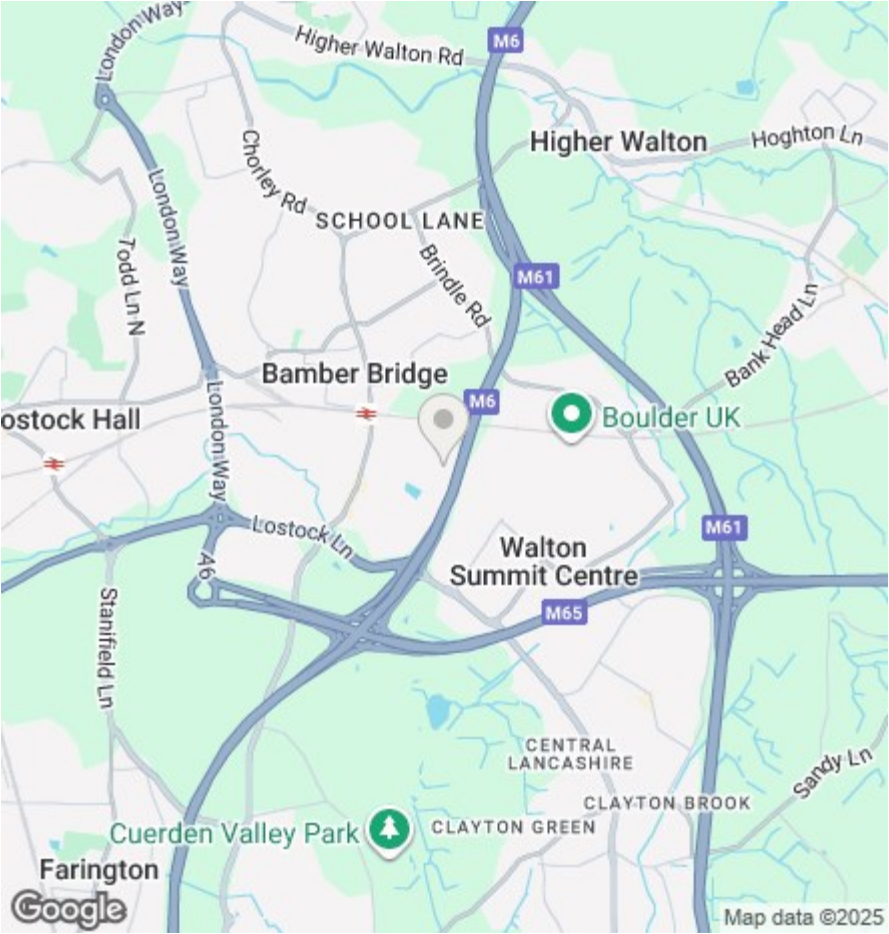 London Way
Higher Walton Rd
M6
Higher Walton
Hoghton Ln
Chorley Rd
London Way
SCHOOL LANE
Todd Ln N
Brindle Rd
M61
Bank Head Ln
Bamber Bridge
M6
ostock Hall
London Way
Boulder UK
Lostock Ln
M61
A6
Walton
Summit Centre
M65
Stanifield Ln
CENTRAL
LANCASHIRE
Sandy Ln
CLAYTON BROOK
Cuerden Valley Park
CLAYTON GREEN
Farington
Google
Map data ©2025